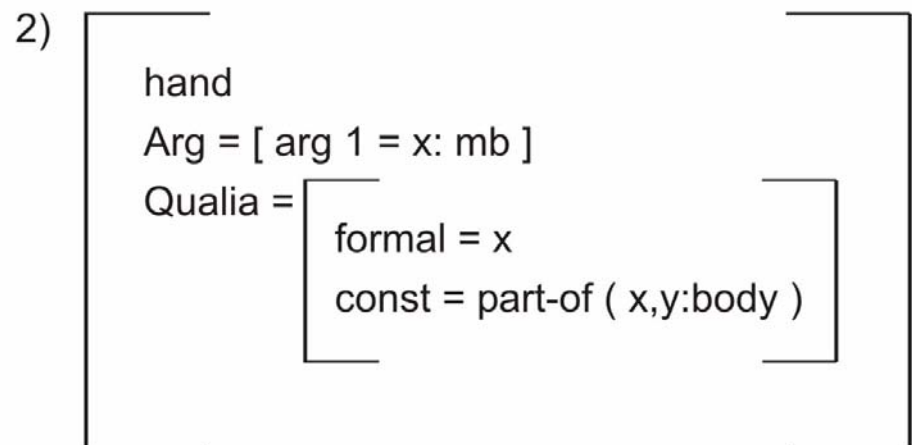 2)
hand
Arg = [ arg 1 = x: mb ]
Qualia =
formal = x
const = part-of ( x,y:body )